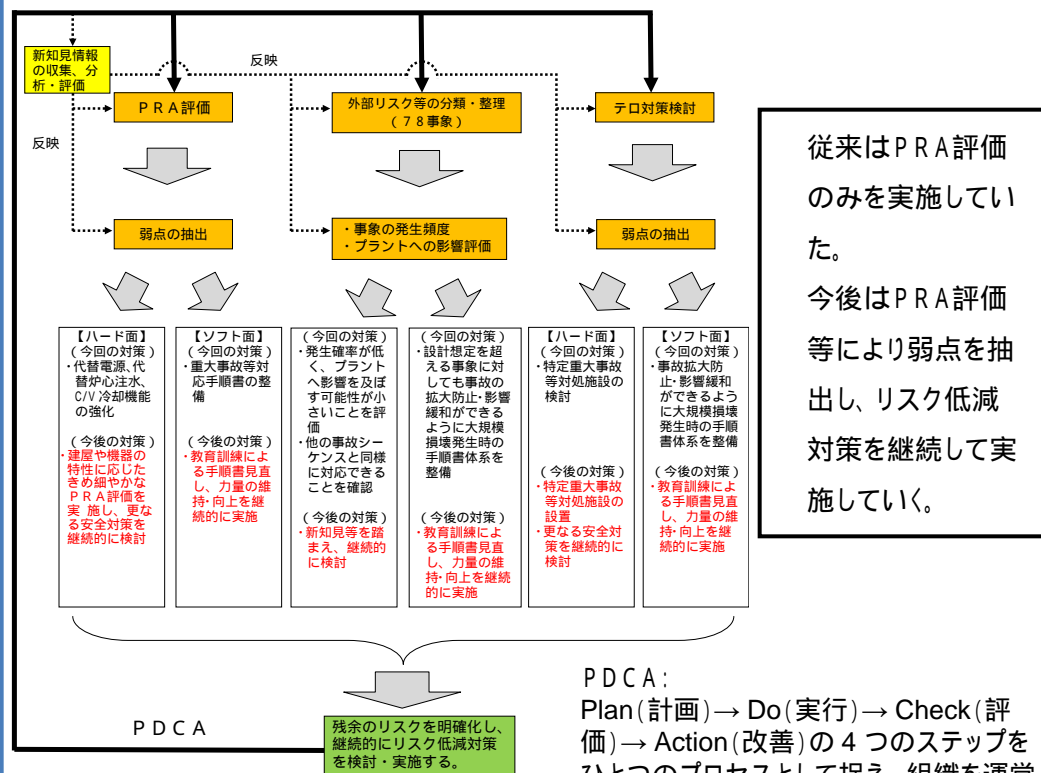 新知見情報
の収集、分
析・評価
反映
反映
ＰＲＡ評価
外部リスク等の分類・整理
（７８事象）
テロ対策検討
弱点の抽出
・事象の発生頻度
・プラントへの影響評価
弱点の抽出
【ハード面】
（今回の対策）
・代替電源、代
替炉心注水、
C/V冷却機能
の強化
（今後の対策）
・建屋や機器の
特性に応じた
きめ細やかな
ＰＲＡ評価を
実 施し、更な
る安全対策を
継続的に検討
【ソフト面】
（今回の対策）
・重大事故等対
応手順書の整
備
（今後の対策）
・教育訓練によ
る手順書見直
し、力量の維
持・向上を継
続的に実施
（今回の対策）
・発生確率が低
く、プラント
へ影響を及ぼ
す可能性が小
さいことを評
価
・他の事故シー
ケンスと同様
に対応できる
ことを確認
（今後の対策）
・新知見等を踏
まえ、継続的
に検討
（今回の対策）
・設計想定を超
える事象に対
しても事故の
拡大防止・影響
緩和ができる
ように大規模
損壊発生時の
手順書体系を
整備
（今後の対策）
・教育訓練によ
る手順書見直
し、力量の維
持・向上を継続
的に実施
【ハード面】
（今回の対策）
・特定重大事故
等対処施設の
検討
（今後の対策）
・特定重大事故
等対処施設の
設置
・更なる安全対
策を継続的に
検討
【ソフト面】
（今回の対策）
・事故拡大防
止・影響緩和
ができるよう
に大規模損壊
発生時の手順
書体系を整備
（今後の対策）
・教育訓練によ
る手順書見直
し、力量の維
持・向上を継
続的に実施
従来はＰＲＡ評価
のみを実施してい
た。
今後はＰＲＡ評価
等により弱点を抽
出し、リスク低減
対策を継続して実
施していく。
ＰＤＣＡ
残余のリスクを明確化し、
継続的にリスク低減対策
を検討・実施する。
ＰＤＣＡ：
Plan（計画）→ Do（実行）→ Check（評
価）→ Action（改善）の４つのステップを
ひとつのプロセスとして捉え、組織を運営